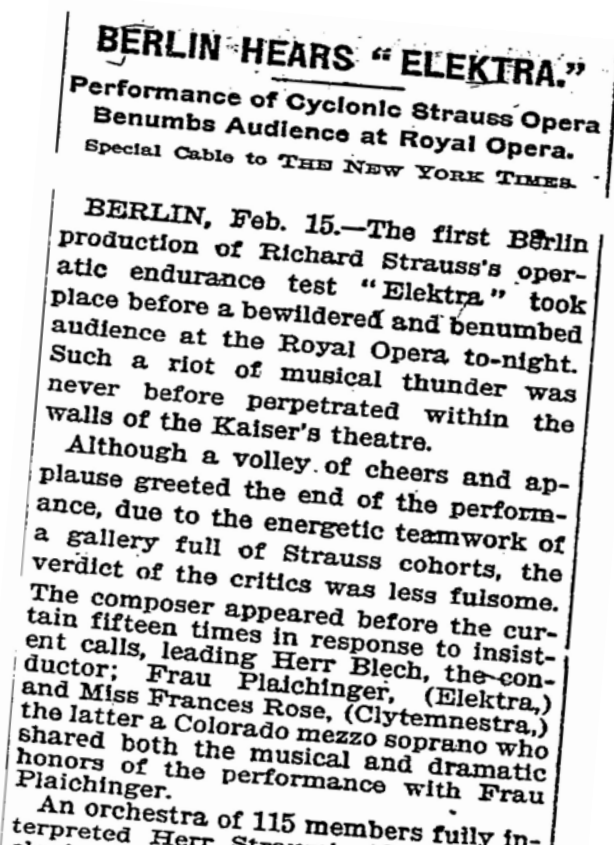 BERLIN HEARS "ELEKTRA."
Performance of Cyclonic Strauss Opera
Benumbs Audience at Royal Opera.
Special Cable to THE NEW YORK TIMES.
BERLIN, Feb. 15.—The first Berlin
production of Richard Strauss's oper-
atic endurance test "Elektra" took
place before a bewildered and benumbed
audience at the Royal Opera to-night.
Such a riot of musical thunder was
never before perpetrated within the
walls of the Kaiser's theatre.
Although a volley of cheers and ap-
plause greeted the end of the perform-
ance, due to the energetic teamwork of
a gallery full of Strauss cohorts, the
verdict of the critics was less fulsome.
The composer appeared before the cur-
tain fifteen times in response to insist-
ent calls, leading Herr Blech, the con-
ductor; Frau Plaichinger, (Elektra,)
and Miss Frances Rose, (Clytemnestra,)
the latter a Colorado mezzo soprano who
shared both the musical and dramatic
honors of the performance with Frau
Plaichinger.
An orchestra of 115 members fully in-
terpreted Herr